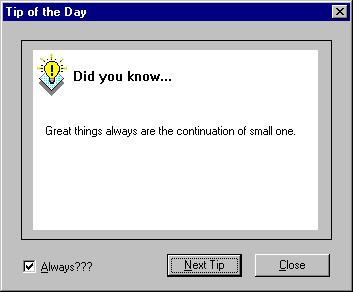 Tip of the Day
Did you know...
Great things always are the continuation of small one.
Always???
Next Tip
Close